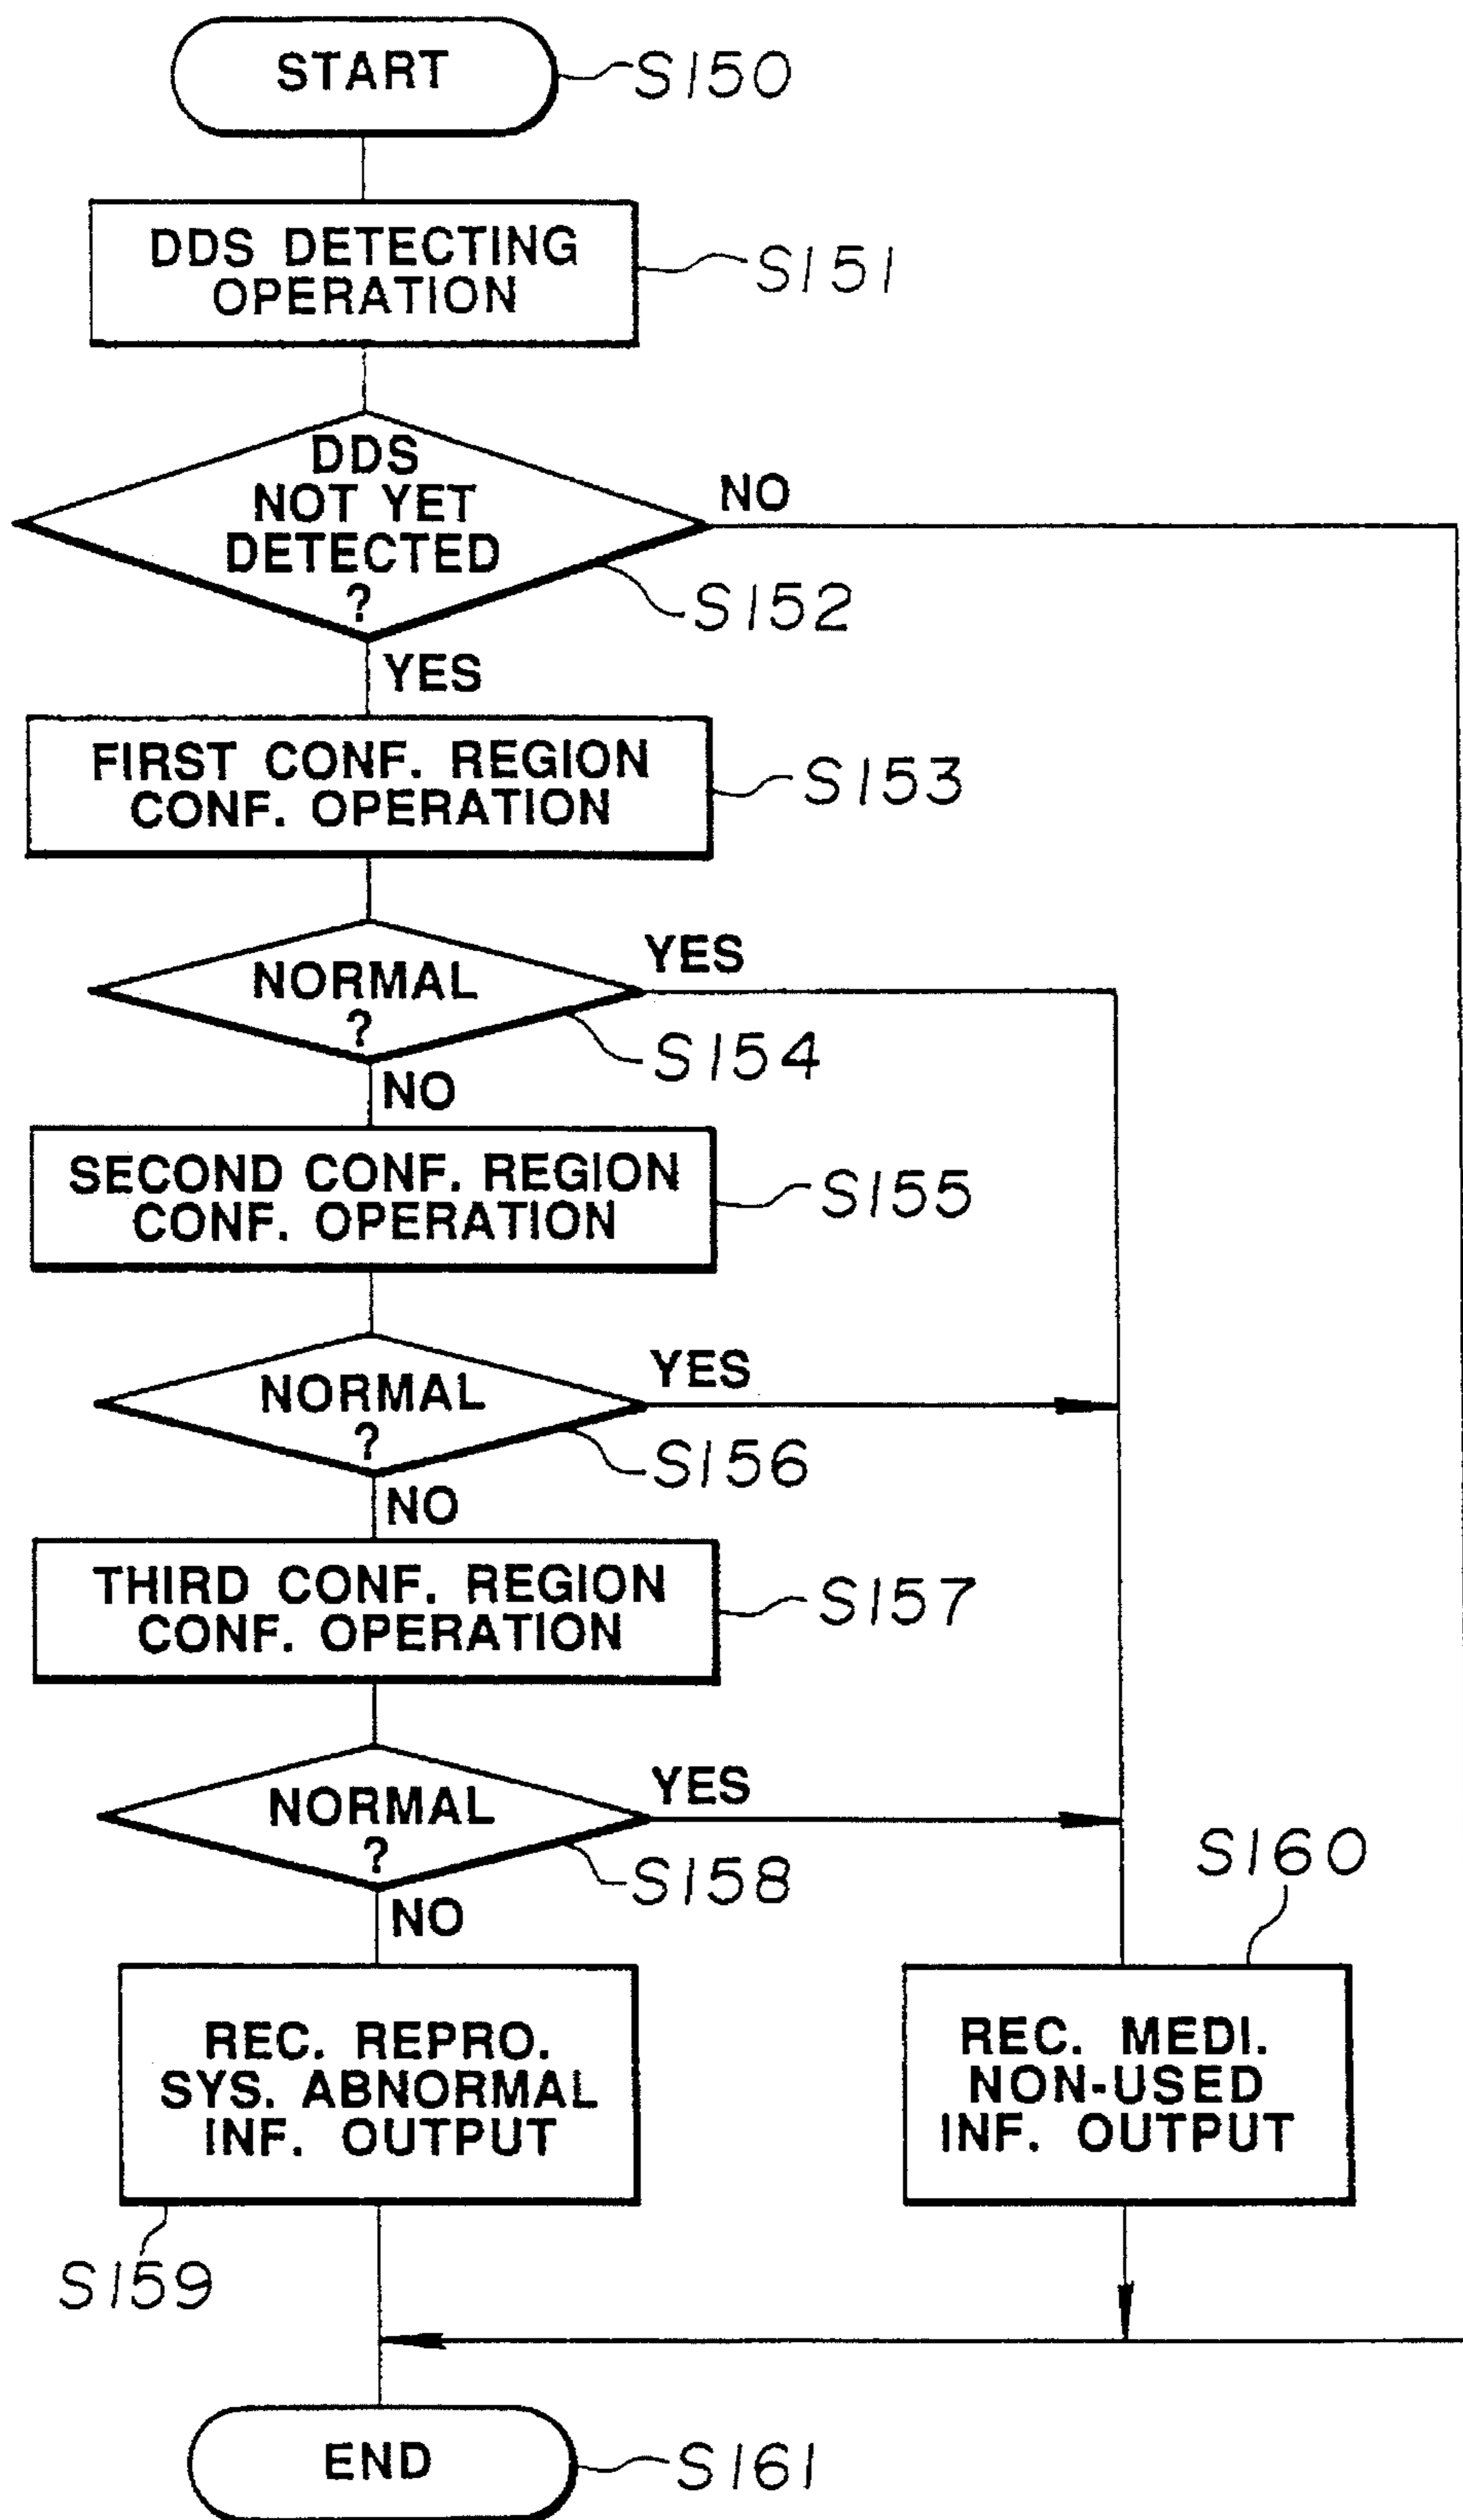 START
S150
DDS DETECTING
OPERATION
S151
DDS
NOT YET
DETECTED
?
NO
S152
YES
FIRST CONF. REGION
CONF. OPERATION
S153
NORMAL
?
YES
S154
NO
SECOND CONF. REGION
CONF. OPERATION
S155
NORMAL
?
YES
S156
NO
THIRD CONF. REGION
CONF. OPERATION
S157
NORMAL
?
YES
S158
NO
S160
REC. REPRO.
SYS. ABNORMAL
INF. OUTPUT
S159
REC. MEDI.
NON-USED
INF. OUTPUT
END
S161